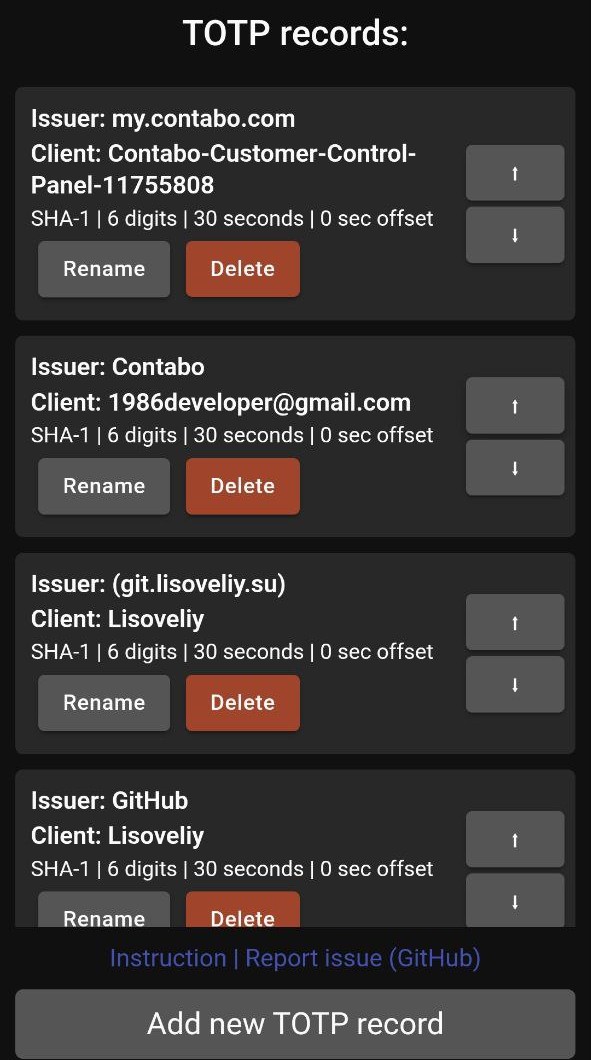 TOTP records:
Issuer: my.contabo.com
Client: Contabo-Customer-Control-
Panel-11755808
SHA-1 | 6 digits | 30 seconds | 0 sec offset
Rename
Delete
↑
↓
Issuer: Contabo
Client: 1986developer@gmail.com
SHA-1 | 6 digits | 30 seconds | 0 sec offset
Rename
Delete
↑
↓
Issuer: (git.lisoveliy.su)
Client: Lisoveliy
SHA-1 | 6 digits | 30 seconds | 0 sec offset
Rename
Delete
↑
↓
Issuer: GitHub
Client: Lisoveliy
SHA-1 | 6 digits | 30 seconds | 0 sec offset
Rename
Delete
↑
↓
Instruction | Report issue (GitHub)
Add new TOTP record